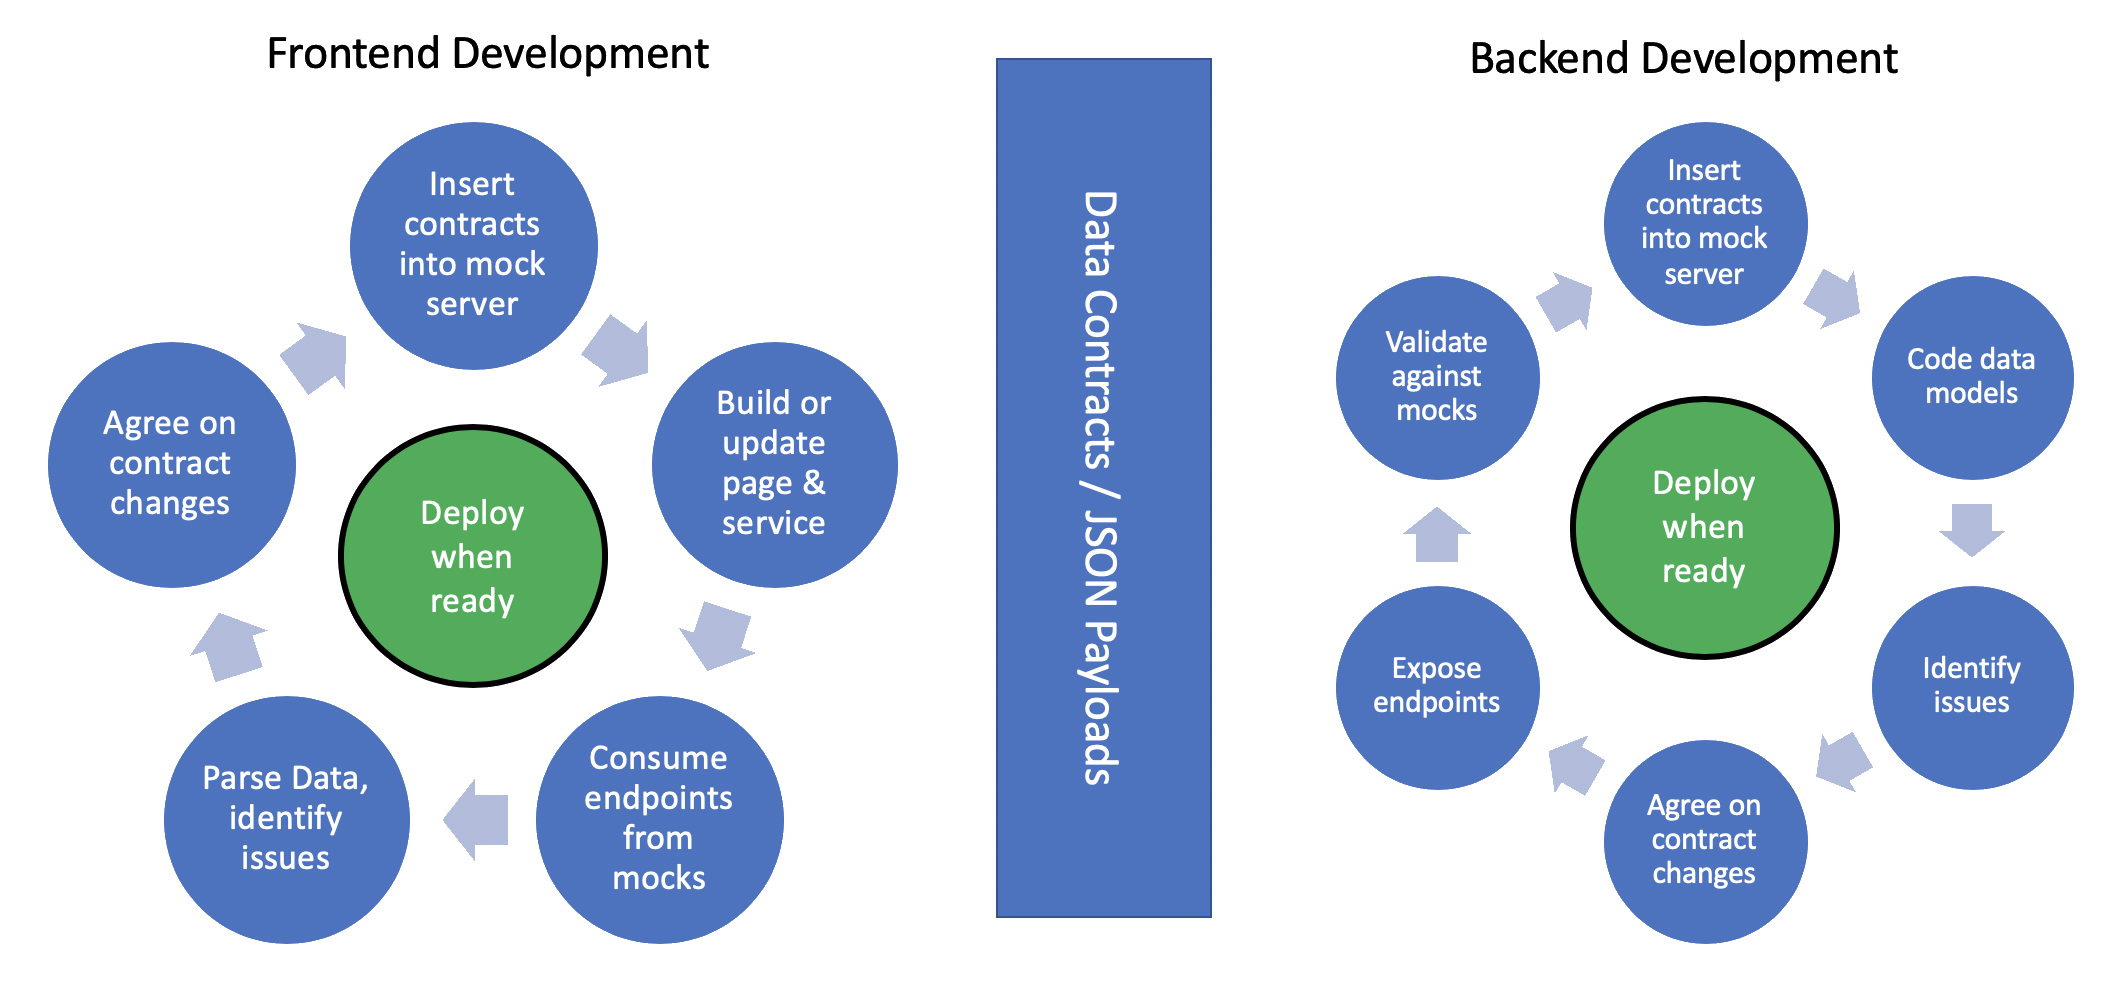 Frontend Development
Insert
contracts
into mock
server
Build or
update
page &
service
Consume
endpoints
from
mocks
Parse Data,
identify
issues
Agree on
contract
changes
Deploy
when
ready
Data Contracts / JSON Payloads
Backend Development
Insert
contracts
into mock
server
Code data
models
Identify
issues
Agree on
contract
changes
Expose
endpoints
Validate
against
mocks
Deploy
when
ready